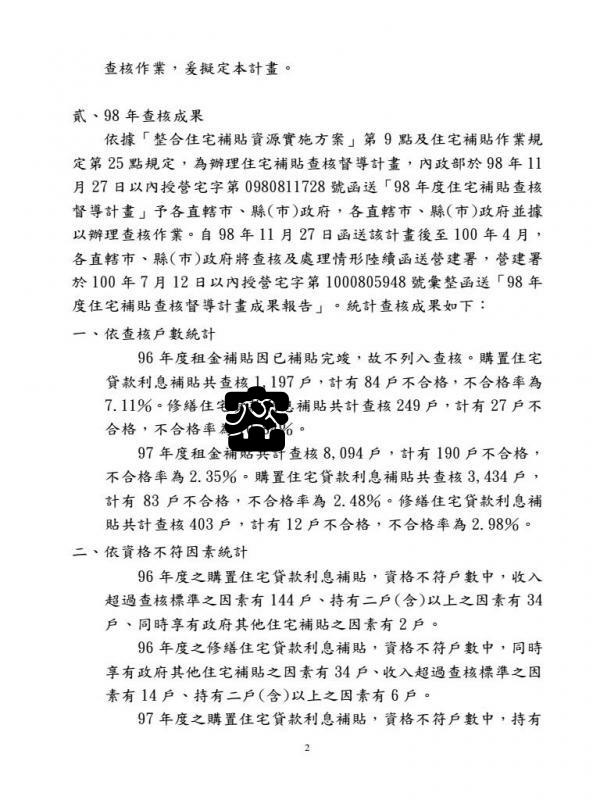 查核作業，爰擬定本計畫。
貳、98 年查核成果
依據「整合住宅補貼資源實施方案」第 9 點及住宅補貼作業規
定第 25 點規定，為辦理住宅補貼查核督導計畫，內政部於 98 年 11
月 27 日以內授營宅字第 0980811728 號函送「98 年度住宅補貼查核
督導計畫」予各直轄市、縣(市)政府，各直轄市、縣(市)政府並據
以辦理查核作業。自 98 年 11 月 27 日函送該計畫後至 100 年 4 月，
各直轄市、縣(市)政府將查核及處理情形陸續函送營建署，營建署
於 100 年 7 月 12 日以內授營宅字第 1000805948 號彙整函送「98 年
度住宅補貼查核督導計畫成果報告」。統計查核成果如下：
一、依查核戶數統計
96 年度租金補貼因已補貼完竣，故不列入查核。購置住宅
貸款利息補貼共查核 1,197 戶，計有 84 戶不合格，不合格率為
7.11%。修繕住宅息補貼共計查核 249 戶，計有 27 戶不
合格，不合格率為%。
97 年度租金補貼共計查核 8,094 戶，計有 190 戶不合格，
不合格率為 2.35%。購置住宅貸款利息補貼共查核 3,434 戶，
計有 83 戶不合格，不合格率為 2.48%。修繕住宅貸款利息補
貼共計查核 403 戶，計有 12 戶不合格，不合格率為 2.98%。
二、依資格不符因素統計
96 年度之購置住宅貸款利息補貼，資格不符戶數中，收入
超過查核標準之因素有 144 戶、持有二戶(含)以上之因素有 34
戶、同時享有政府其他住宅補貼之因素有 2 戶。
96 年度之修繕住宅貸款利息補貼，資格不符戶數中，同時
享有政府其他住宅補貼之因素有 34 戶、收入超過查核標準之因
素有 14 戶、持有二戶(含)以上之因素有 6 戶。
97 年度之購置住宅貸款利息補貼，資格不符戶數中，持有
2